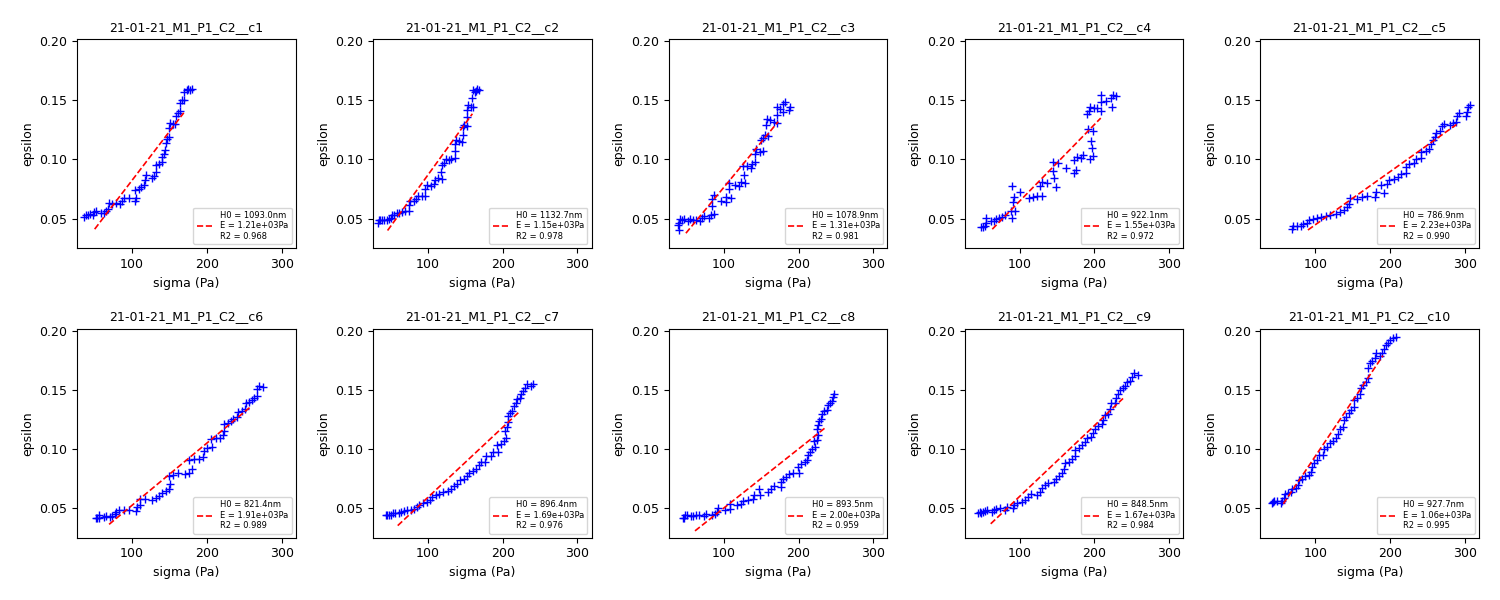 21-01-21_M1_P1_C2__c1
0.20
0.15
0.10
0.05
epsilon
H0 = 1093.0nm
E = 1.21e+03Pa
R2 = 0.968
100
200
300
sigma (Pa)
21-01-21_M1_P1_C2__c2
0.20
0.15
0.10
0.05
epsilon
H0 = 1132.7nm
E = 1.15e+03Pa
R2 = 0.978
100
200
300
sigma (Pa)
21-01-21_M1_P1_C2__c3
0.20
0.15
0.10
0.05
epsilon
H0 = 1078.9nm
E = 1.31e+03Pa
R2 = 0.981
100
200
300
sigma (Pa)
21-01-21_M1_P1_C2__c4
0.20
0.15
0.10
0.05
epsilon
H0 = 922.1nm
E = 1.55e+03Pa
R2 = 0.972
100
200
300
sigma (Pa)
21-01-21_M1_P1_C2__c5
0.20
0.15
0.10
0.05
epsilon
H0 = 786.9nm
E = 2.23e+03Pa
R2 = 0.990
100
200
300
sigma (Pa)
21-01-21_M1_P1_C2__c6
0.20
0.15
0.10
0.05
epsilon
H0 = 821.4nm
E = 1.91e+03Pa
R2 = 0.989
100
200
300
sigma (Pa)
21-01-21_M1_P1_C2__c7
0.20
0.15
0.10
0.05
epsilon
H0 = 896.4nm
E = 1.69e+03Pa
R2 = 0.976
100
200
300
sigma (Pa)
21-01-21_M1_P1_C2__c8
0.20
0.15
0.10
0.05
epsilon
H0 = 893.5nm
E = 2.00e+03Pa
R2 = 0.959
100
200
300
sigma (Pa)
21-01-21_M1_P1_C2__c9
0.20
0.15
0.10
0.05
epsilon
H0 = 848.5nm
E = 1.67e+03Pa
R2 = 0.984
100
200
300
sigma (Pa)
21-01-21_M1_P1_C2__c10
0.20
0.15
0.10
0.05
epsilon
H0 = 927.7nm
E = 1.06e+03Pa
R2 = 0.995
100
200
300
sigma (Pa)